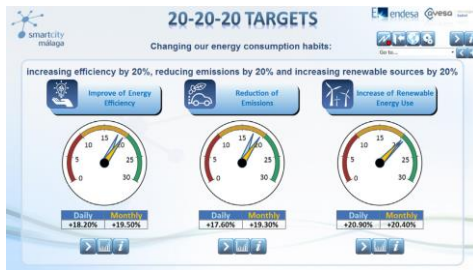 smartcity
málaga
20-20-20 TARGETS
endesa
ayesa
Changing our energy consumption habits:
Go to...
increasing efficiency by 20%, reducing emissions by 20% and increasing renewable sources by 20%
Improve of Energy
Efficiency
Reduction of
Emissions
Increase of Renewable
Energy Use
0 5 10 15 20 25 30
0 5 10 15 20 25 30
0 5 10 15 25 30
Daily Monthly
+18.20% +19.50%
Daily Monthly
+17.60% +19.30%
Daily Monthly
+20.90% +20.40%